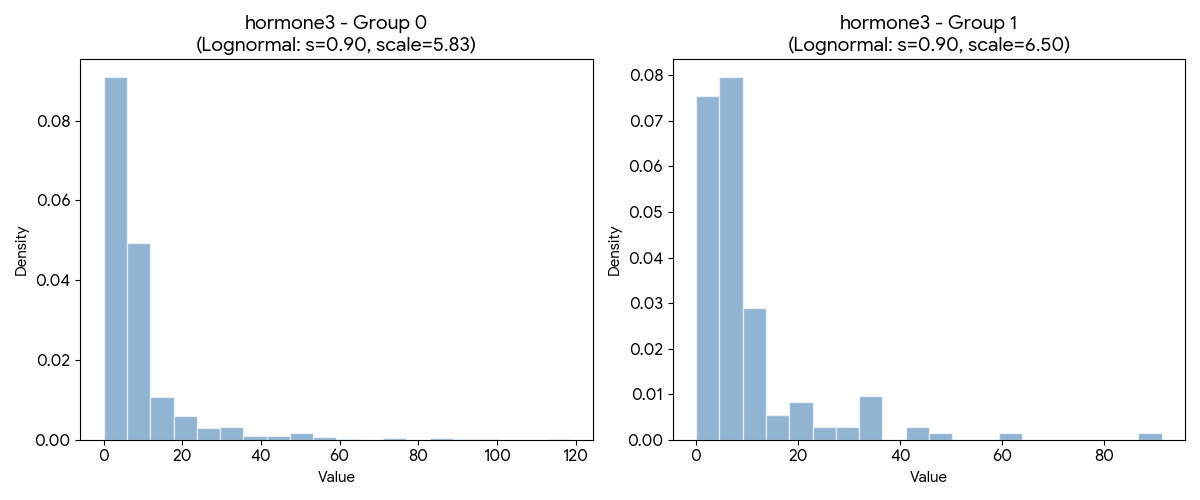 hormone3 - Group 0
(Lognormal: s=0.90, scale=5.83)
Density
0.08
0.06
0.04
0.02
0.00
0 20 40 60 80 100 120
Value
hormone3 - Group 1
(Lognormal: s=0.90, scale=6.50)
Density
0.08
0.07
0.06
0.05
0.04
0.03
0.02
0.01
0.00
0 20 40 60 80
Value